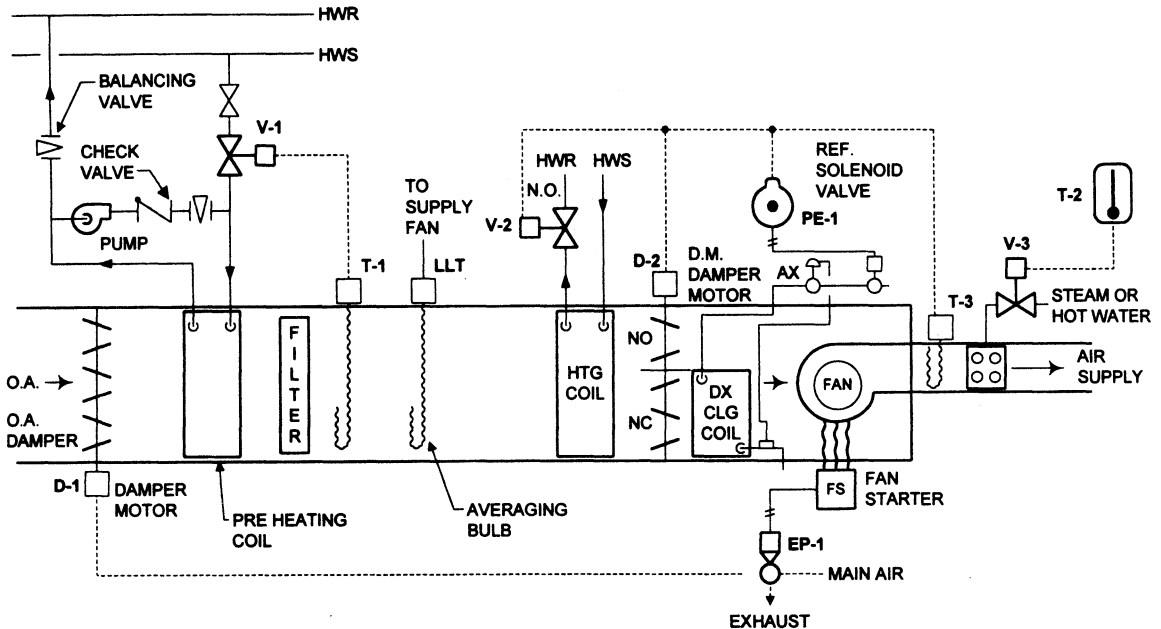 HWR
HWS
BALANCING
VALVE
V-1
CHECK
VALVE
PUMP
T-1
TO
SUPPLY
FAN
LLT
HWR
HWS
N.O.
V-2
D-2
D.M.
DAMPER
MOTOR
REF.
SOLENOID
VALVE
PE-1
AX
T-2
V-3
T-3
STEAM OR
HOT WATER
O.A.
O.A.
DAMPER
FILTER
HTG
COIL
NO
NC
DX
CLG
COIL
FAN
AIR
SUPPLY
D-1
DAMPER
MOTOR
PRE HEATING
COIL
AVERAGING
BULB
FS
FAN
STARTER
EP-1
MAIN AIR
EXHAUST